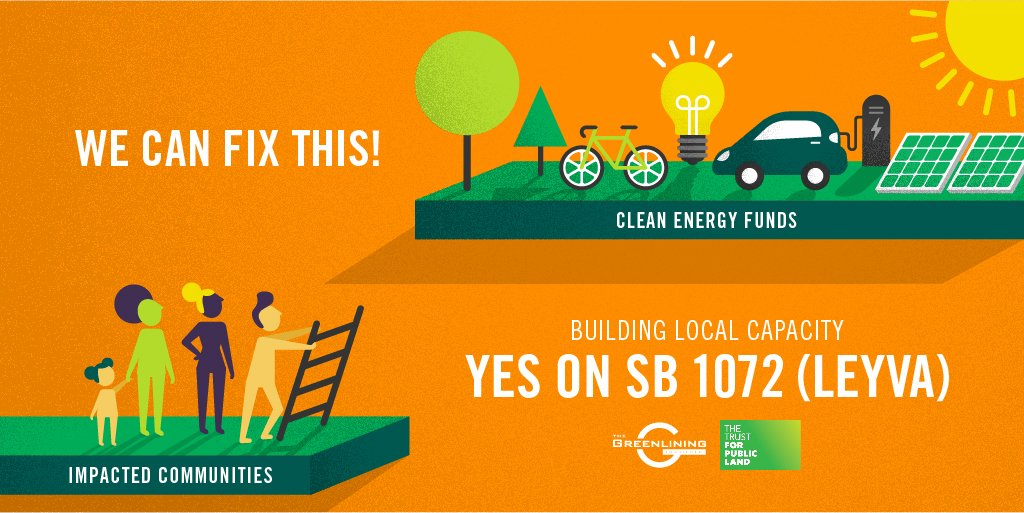 WE CAN FIX THIS!
CLEAN ENERGY FUNDS
IMPACTED COMMUNITIES
BUILDING LOCAL CAPACITY
YES ON SB 1072 (LEYVA)
THE
GREENLINING
THE
TRUST
FOR
PUBLIC
LAND